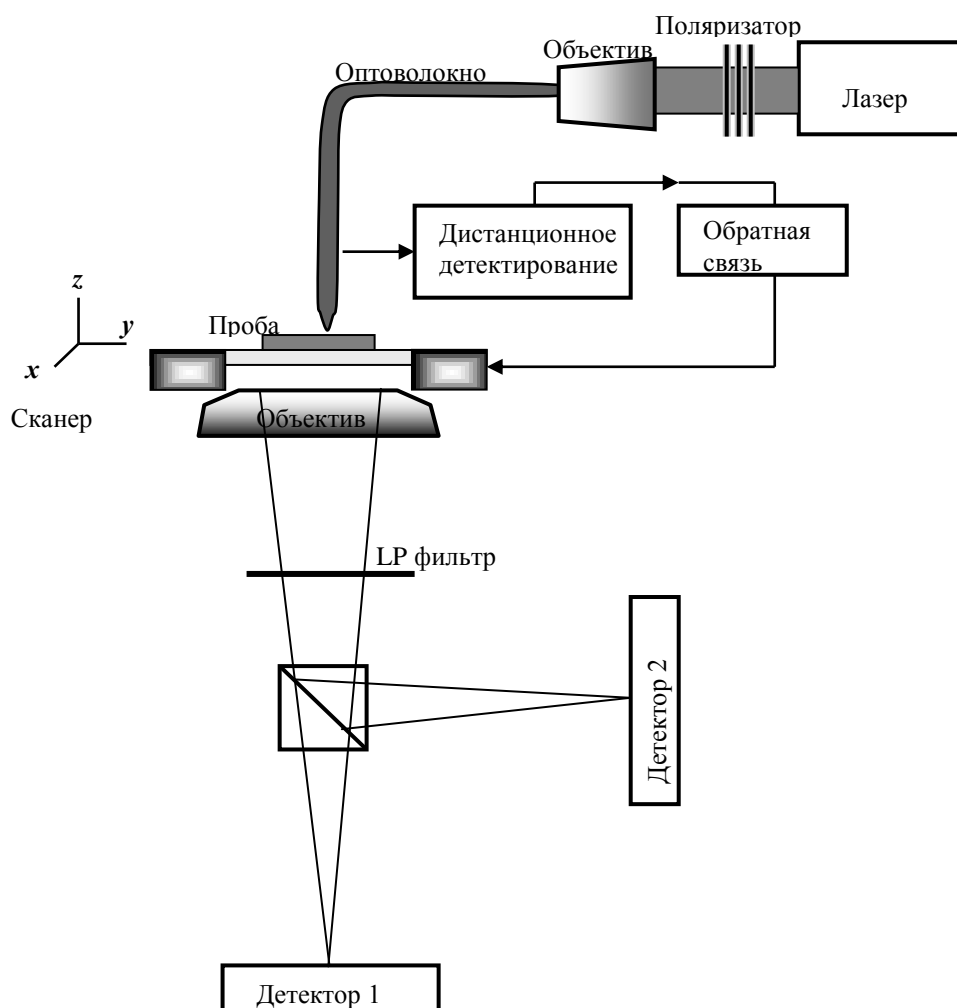 Поляризатор
Объектив
Оптоволокно
Лазер
Дистанционное
детектирование
Обратная
связь
z
y
x
Проба
Сканер
Объектив
LP фильтр
Детектор 2
Детектор 1